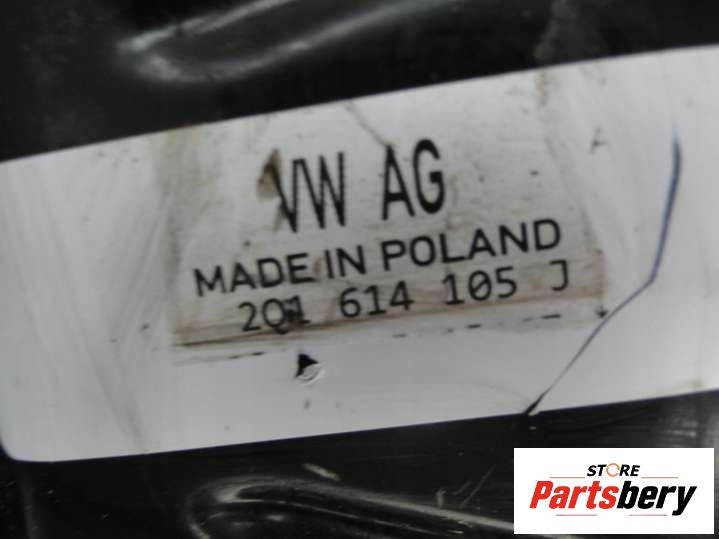 VW AG
MADE IN POLAND
2Q1 614 105 J
A
STORE
Partsbery